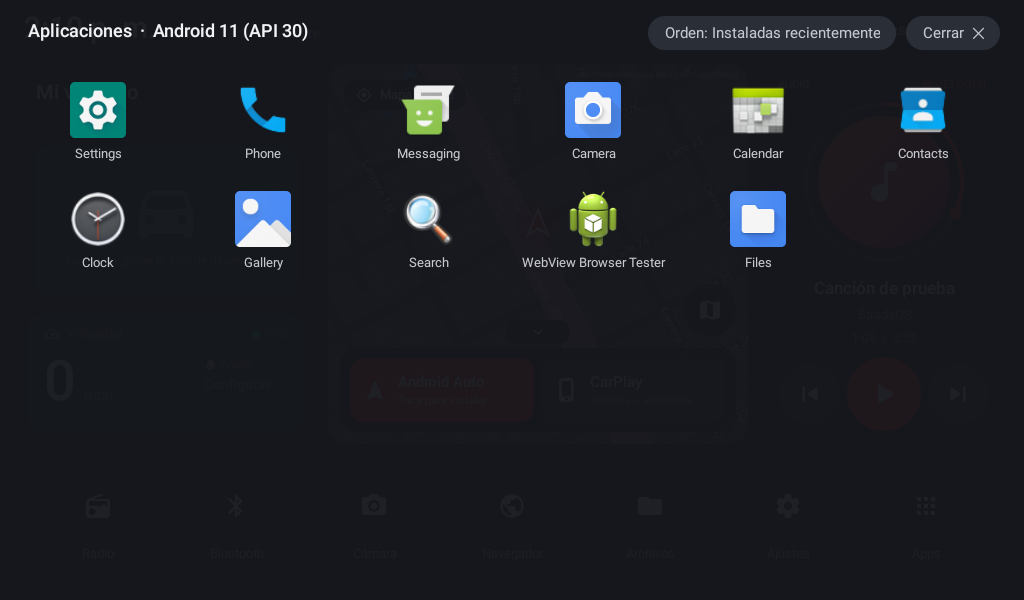 Aplicaciones · Android 11 (API 30)
Orden: Instaladas recientemente
Cerrar
Settings
Phone
Messaging
Camera
Calendar
Contacts
Clock
Gallery
Search
WebView Browser Tester
Files
Canción de prueba
0
Android Auto
CarPlay
Radio
Bluetooth
Cámara
Navegador
Archivos
Ajustes
Apps